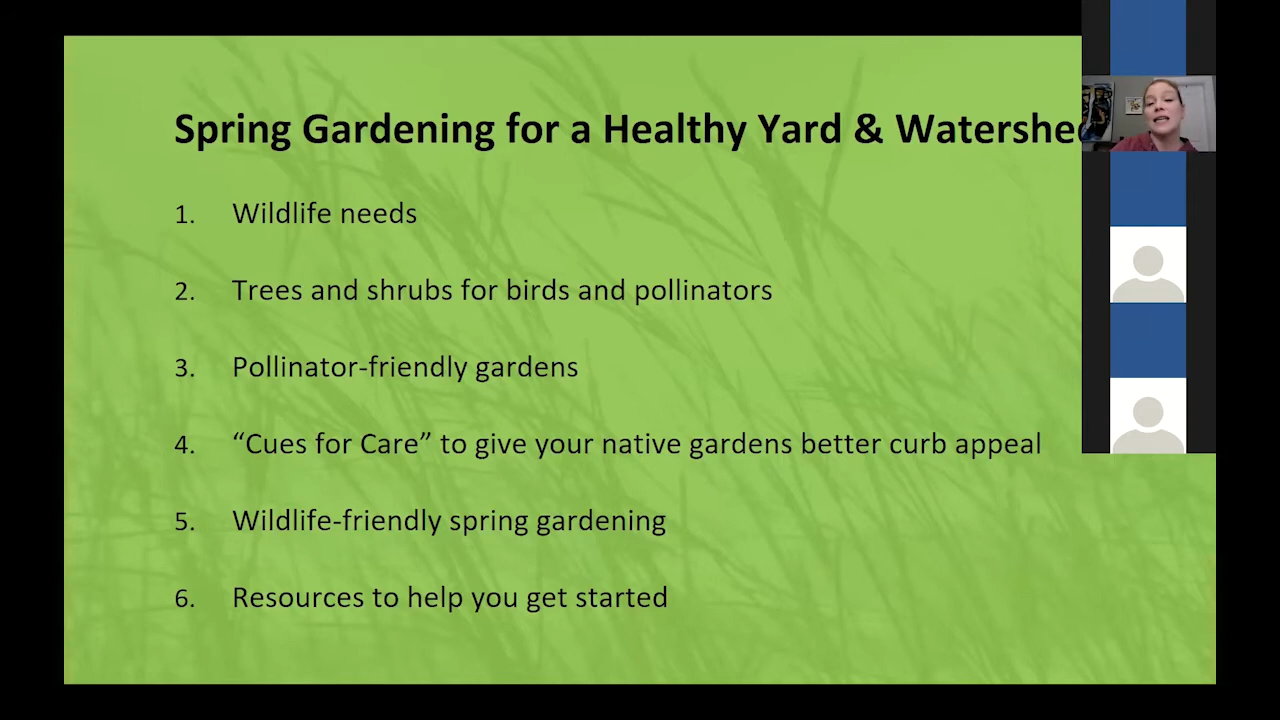 Spring Gardening for a Healthy Yard & Watershed
1. Wildlife needs
2. Trees and shrubs for birds and pollinators
3. Pollinator-friendly gardens
4. “Cues for Care” to give your native gardens better curb appeal
5. Wildlife-friendly spring gardening
6. Resources to help you get started